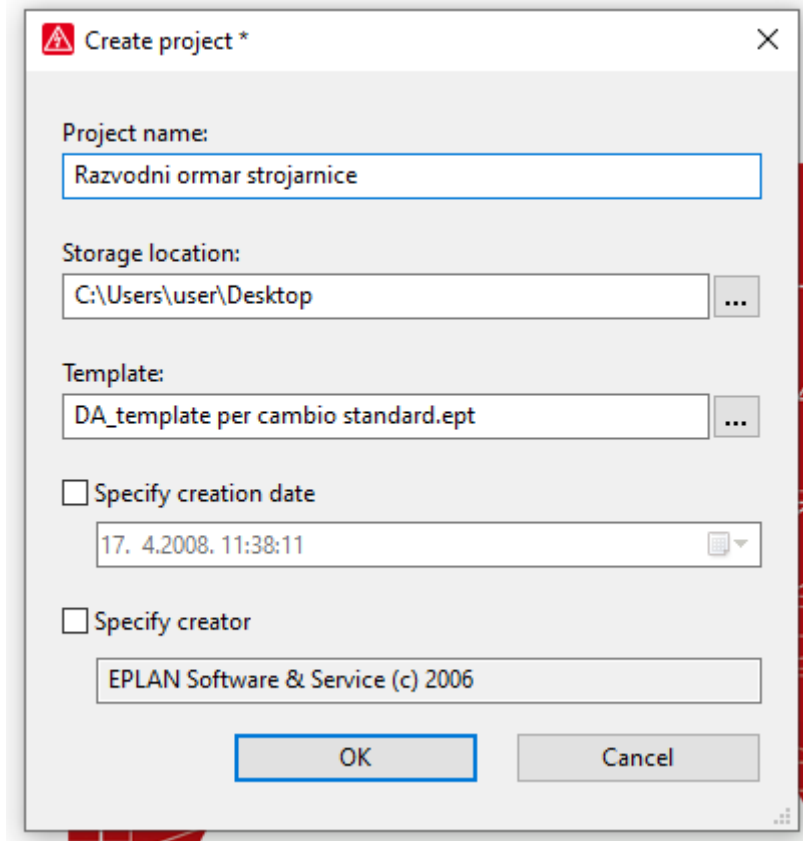 Create project *
Project name:
Razvodni ormar strojarnice
Storage location:
C:\Users\user\Desktop
...
Template:
DA_template per cambio standard.ept
...
Specify creation date
17. 4.2008. 11:38:11
Specify creator
EPLAN Software & Service (c) 2006
OK Cancel